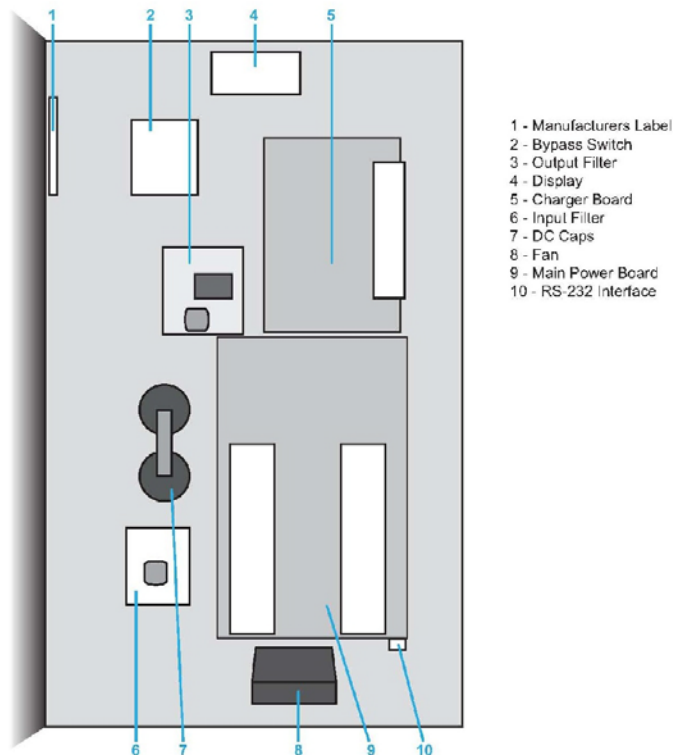 1 2 3 4 5
1 - Manufacturers Label
2 - Bypass Switch
3 - Output Filter
4 - Display
5 - Charger Board
6 - Input Filter
7 - DC Caps
8 - Fan
9 - Main Power Board
10 - RS-232 Interface
6 7 8 9 10